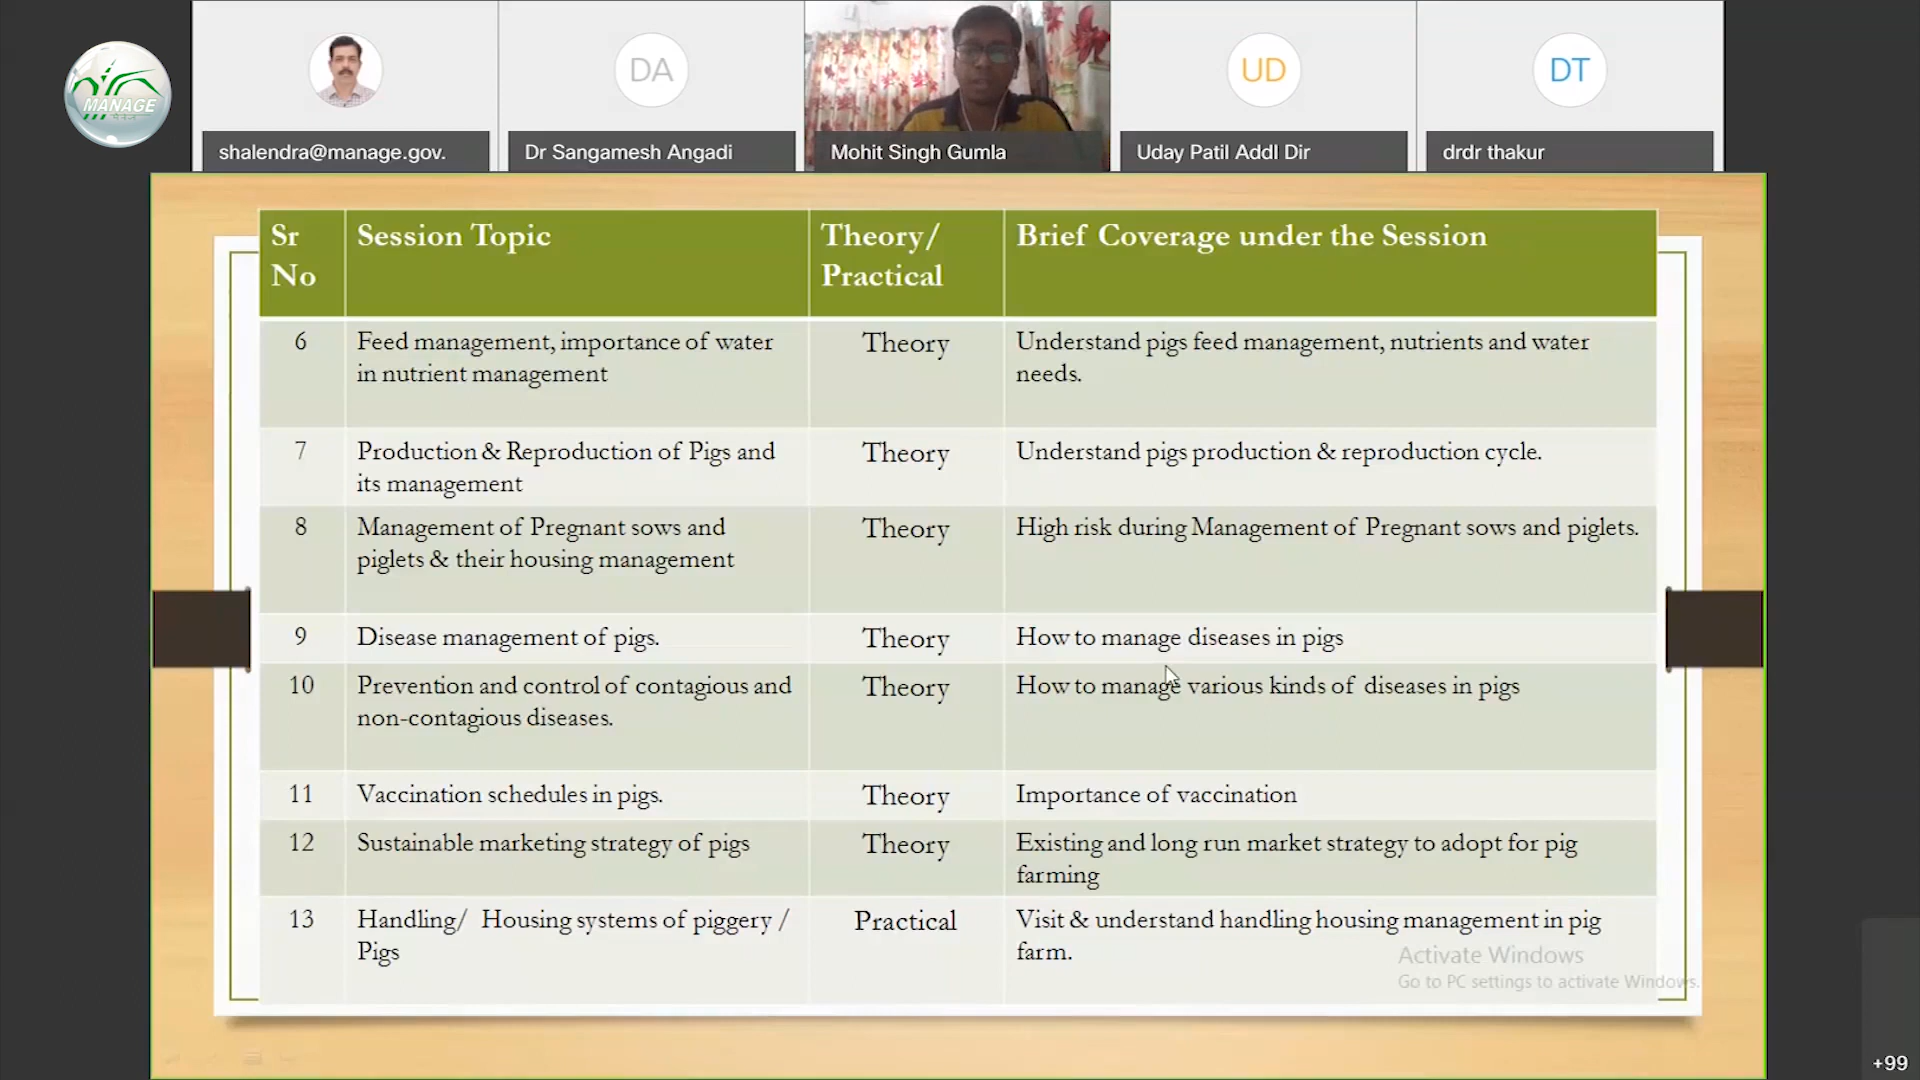 MANAGE
DA
UD
DT
shalendra@manage.gov.
Dr Sangamesh Angadi
Mohit Singh Gumla
Uday Patil Addl Dir
drdr thakur
Sr No
Session Topic
Theory/ Practical
Brief Coverage under the Session
6
Feed management, importance of water
in nutrient management
Theory
Understand pigs feed management, nutrients and water
needs.
7
Production & Reproduction of Pigs and
its management
Theory
Understand pigs production & reproduction cycle.
8
Management of Pregnant sows and
piglets & their housing management
Theory
High risk during Management of Pregnant sows and piglets.
9
Disease management of pigs.
Theory
How to manage diseases in pigs
10
Prevention and control of contagious and
non-contagious diseases.
Theory
How to manage various kinds of diseases in pigs
11
Vaccination schedules in pigs.
Theory
Importance of vaccination
12
Sustainable marketing strategy of pigs
Theory
Existing and long run market strategy to adopt for pig
farming
13
Handling/ Housing systems of piggery /
Pigs
Practical
Visit & understand handling housing management in pig
farm.
Activate Windows
Go to PC settings to activate Windows.
+99